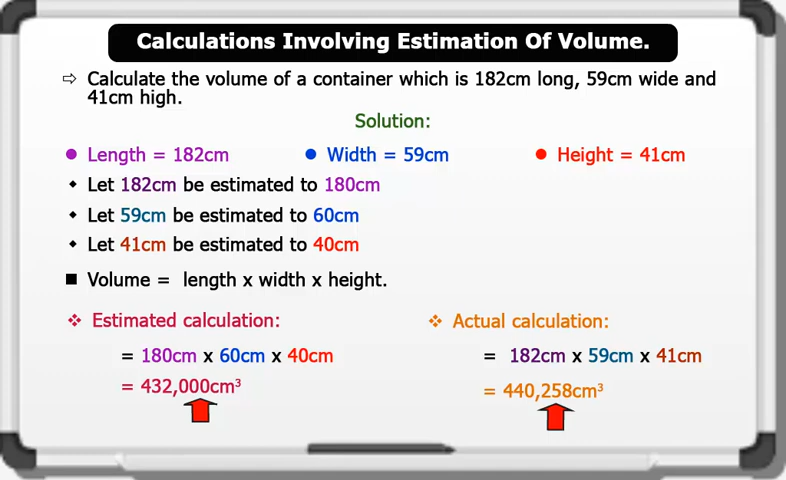 Calculations Involving Estimation Of Volume.
⇨ Calculate the volume of a container which is 182cm long, 59cm wide and
41cm high.
Solution:
● Length = 182cm ● Width = 59cm ● Height = 41cm
◆ Let 182cm be estimated to 180cm
◆ Let 59cm be estimated to 60cm
◆ Let 41cm be estimated to 40cm
■ Volume = length x width x height.
❖ Estimated calculation: ❖ Actual calculation:
= 180cm x 60cm x 40cm = 182cm x 59cm x 41cm
= 432,000cm³ = 440,258cm³